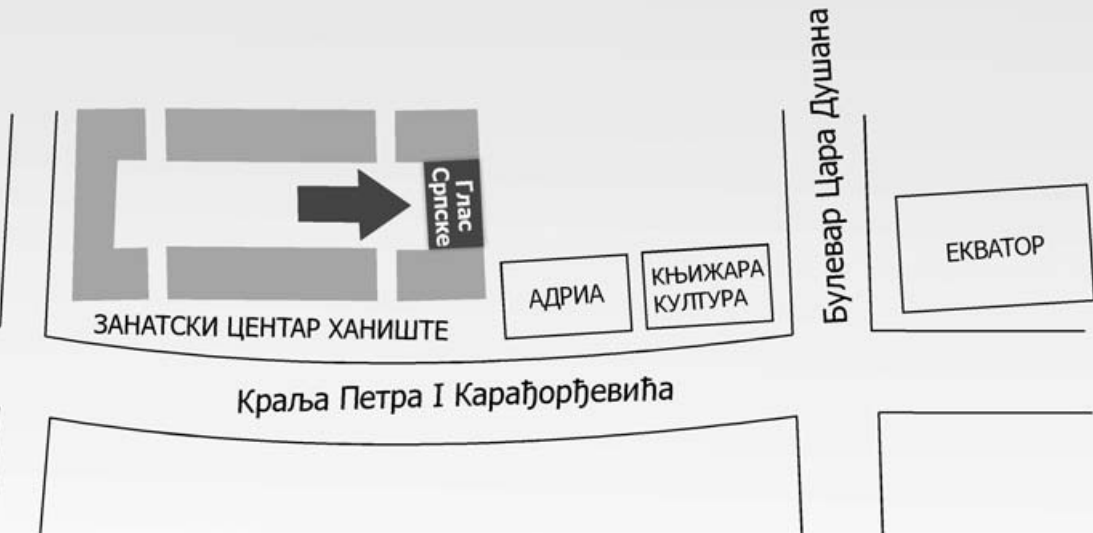 Булевар Цара Душана
Глас
Српске
ЕКВАТОР
АДРИА
КЊИЖАРА
КУЛТУРА
ЗАНАТСКИ ЦЕНТАР ХАНИШТЕ
Краља Петра I Карађорђевића